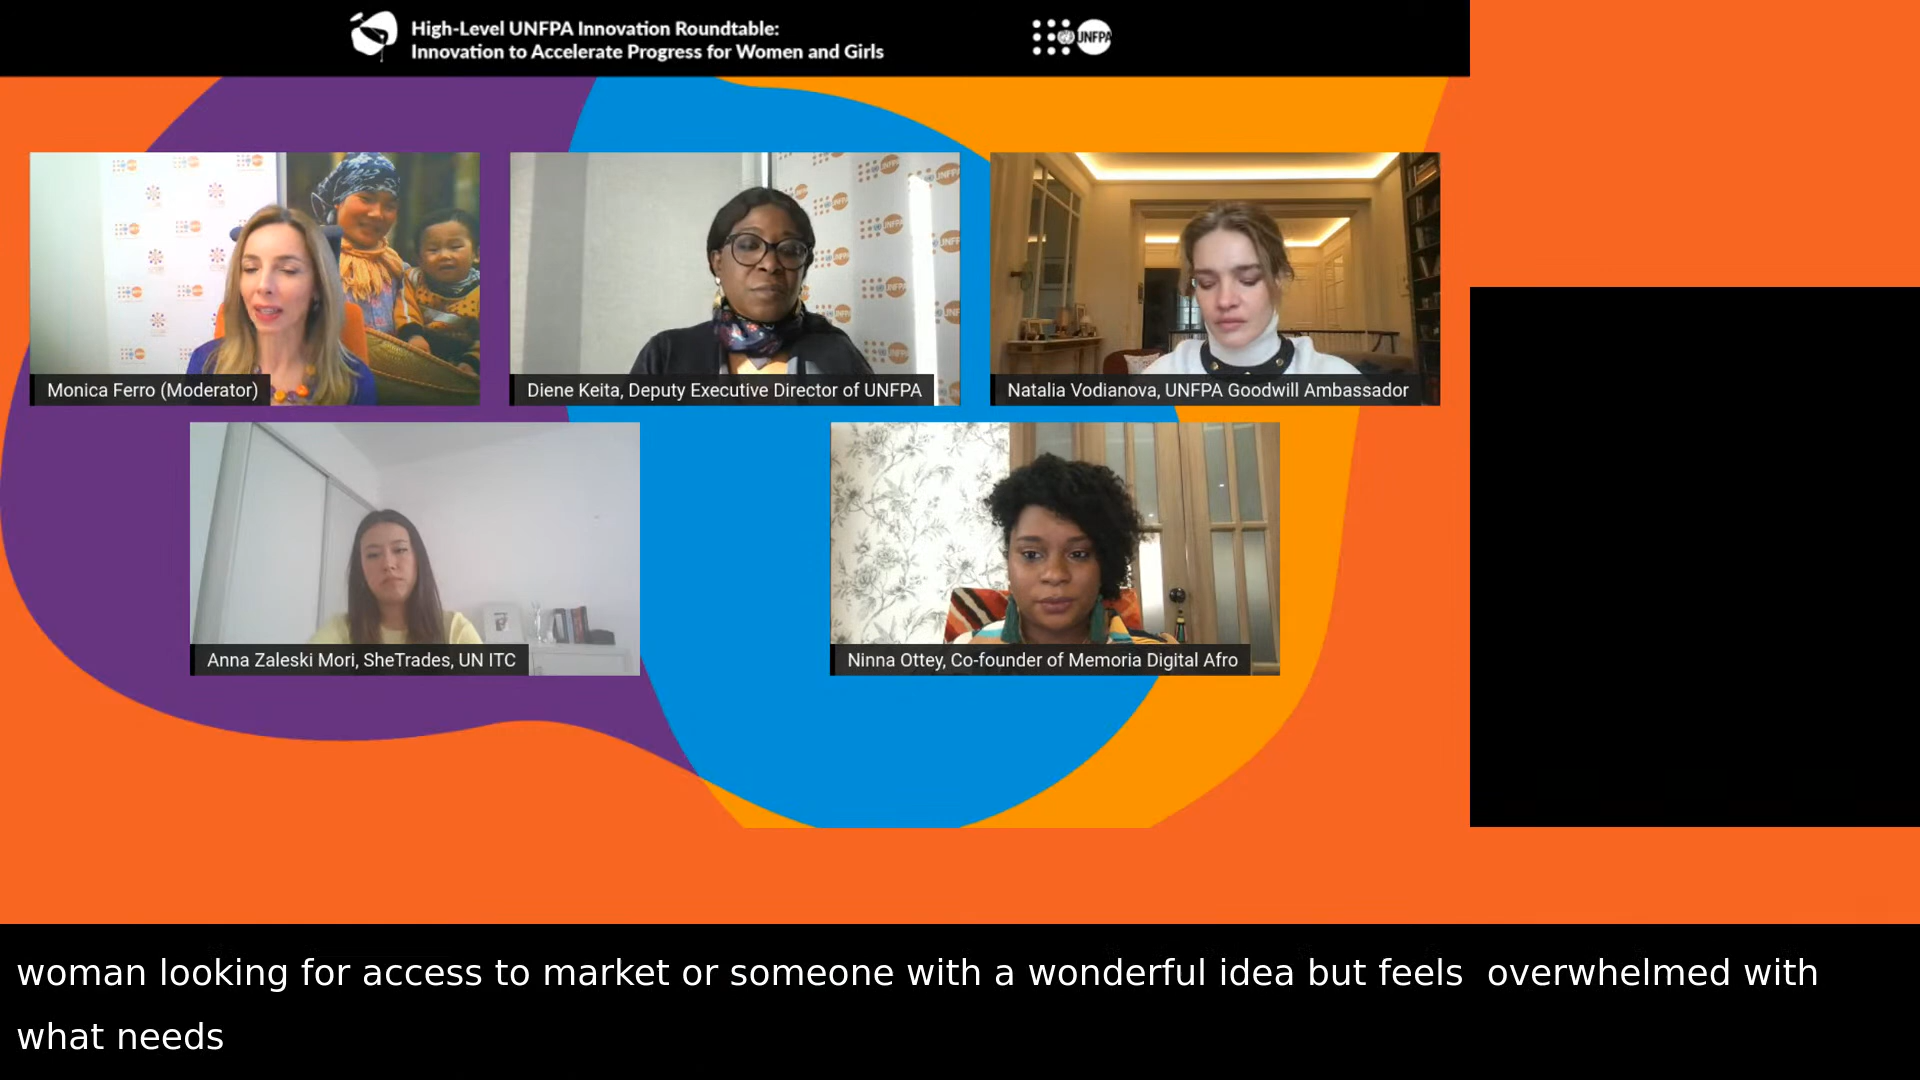 High-Level UNFPA Innovation Roundtable:
Innovation to Accelerate Progress for Women and Girls
UNFPA
Monica Ferro (Moderator)
Diene Keita, Deputy Executive Director of UNFPA
Natalia Vodianova, UNFPA Goodwill Ambassador
Anna Zaleski Mori, SheTrades, UN ITC
Ninna Ottey, Co-founder of Memoria Digital Afro
woman looking for access to market or someone with a wonderful idea but feels  overwhelmed with
what needs